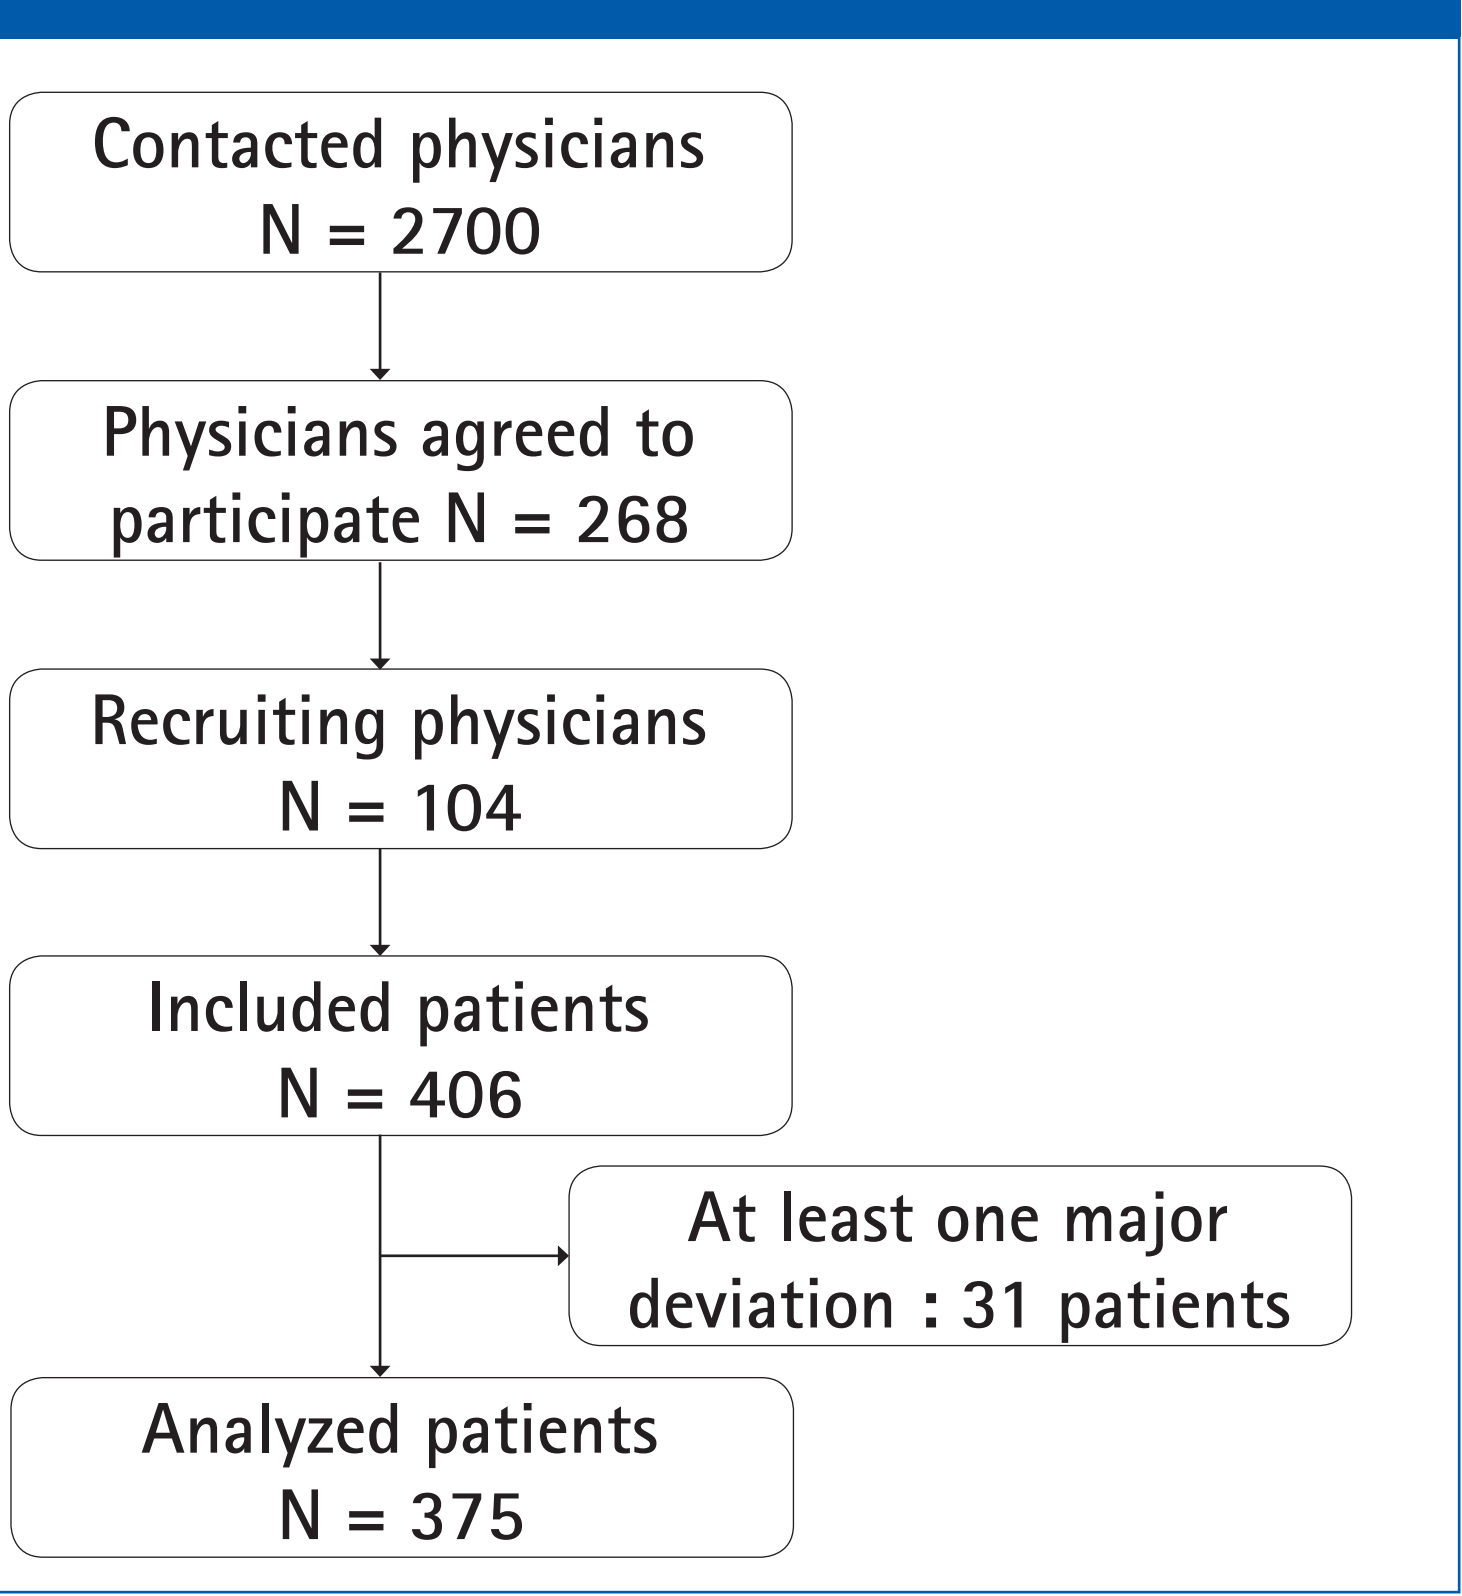 Contacted physicians
N = 2700
Physicians agreed to
participate N = 268
Recruiting physicians
N = 104
Included patients
N = 406
At least one major
deviation : 31 patients
Analyzed patients
N = 375